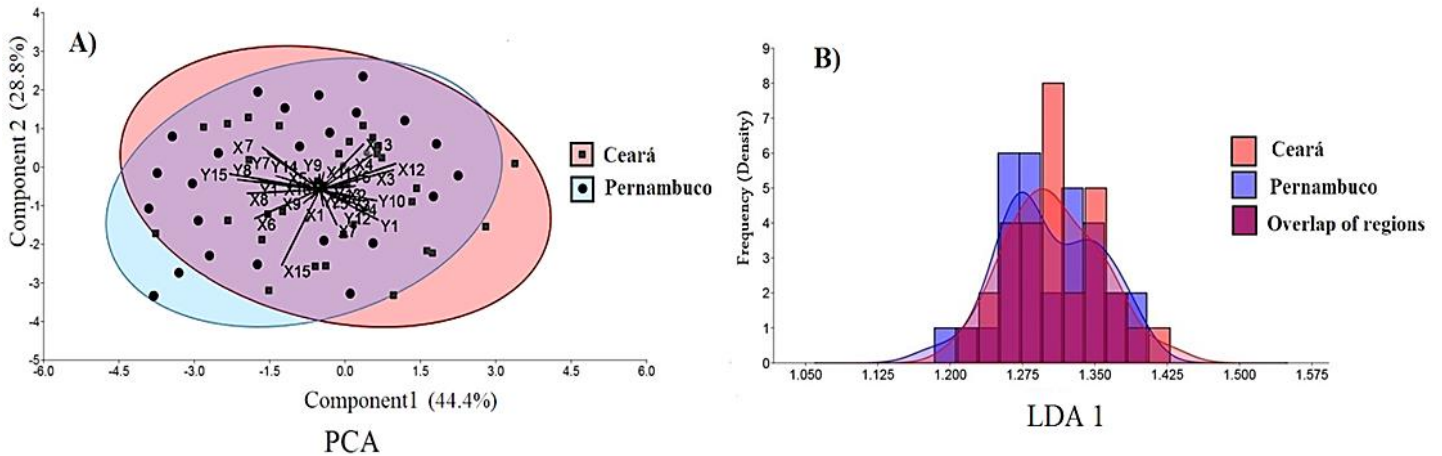 A)
Component 2 (28.8%)
4
3
2
1
0
-1
-2
-3
-4
-5
-6.0 -4.5 -3.0 -1.5 0.0 1.5 3.0 4.5 6.0
Component1 (44.4%)
PCA
X7
Y7
Y14
Y9
X4
X12
X3
Y15
Y8
X8
X9
Y10
X6
X1
Y12
Y1
X15
Ceará
Pernambuco
B)
Frequency (Density)
9
8
7
6
5
4
3
2
1
0
1.050 1.125 1.200 1.275 1.350 1.425 1.500 1.575
LDA 1
Ceará
Pernambuco
Overlap of regions